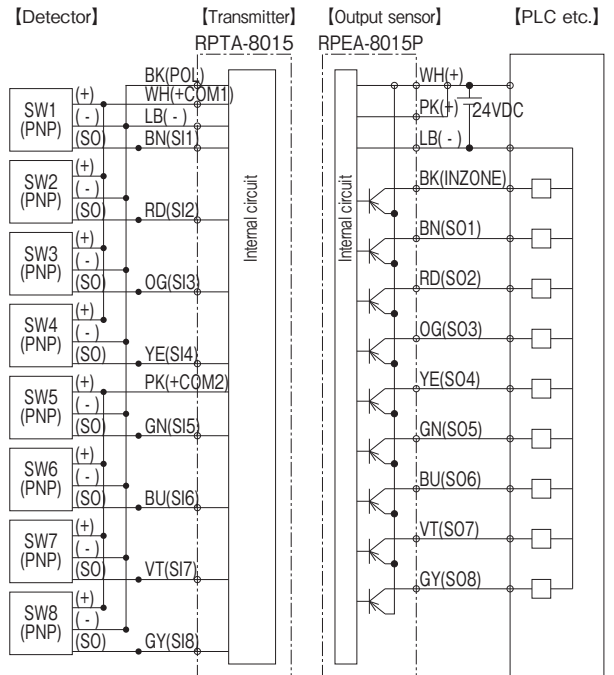 【Detector】
【Transmitter】
【Output sensor】
【PLC etc.】
RPTA-8015
RPEA-8015P
SW1
(PNP)
(+)
(-)
(SO)
SW2
(PNP)
(+)
(-)
(SO)
SW3
(PNP)
(+)
(-)
(SO)
SW4
(PNP)
(+)
(-)
(SO)
SW5
(PNP)
(+)
(-)
(SO)
SW6
(PNP)
(+)
(-)
(SO)
SW7
(PNP)
(+)
(-)
(SO)
SW8
(PNP)
(+)
(-)
(SO)
BK(POL)
WH(+COM1)
LB(-)
BN(SI1)
RD(SI2)
OG(SI3)
YE(SI4)
PK(+COM2)
GN(SI5)
BU(SI6)
VT(SI7)
GY(SI8)
Internal circuit
Internal circuit
WH(+)
PK(+)
24VDC
LB(-)
BK(INZONE)
BN(SO1)
RD(SO2)
OG(SO3)
YE(SO4)
GN(SO5)
BU(SO6)
VT(SO7)
GY(SO8)